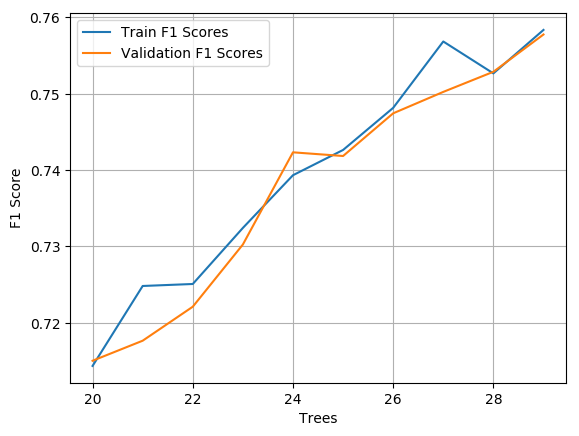 Train F1 Scores
Validation F1 Scores
0.76
0.75
0.74
0.73
0.72
F1 Score
20
22
24
26
28
Trees